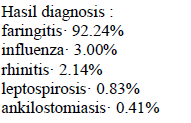 Hasil diagnosis :
faringitis· 92.24%
influenza· 3.00%
rhinitis· 2.14%
leptospirosis· 0.83%
ankilostomiasis· 0.41%